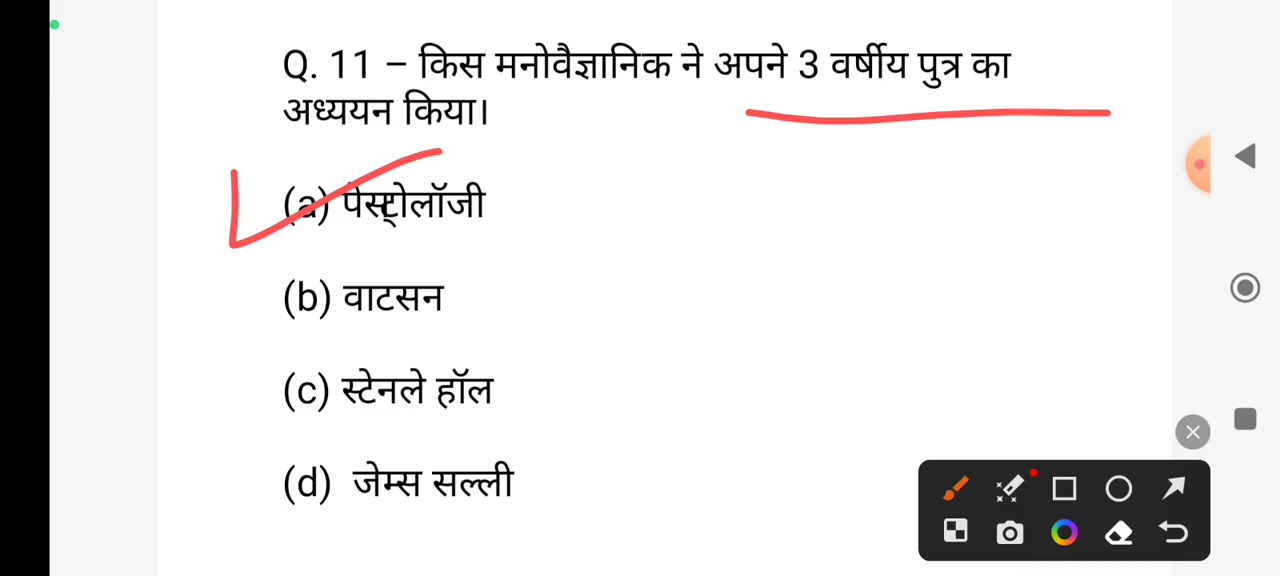 Q. 11 – किस मनोवैज्ञानिक ने अपने 3 वर्षीय पुत्र का
अध्ययन किया।
(a) पेस्ट्रोलॉजी
(b) वाटसन
(c) स्टेनले हॉल
(d) जेम्स सल्ली